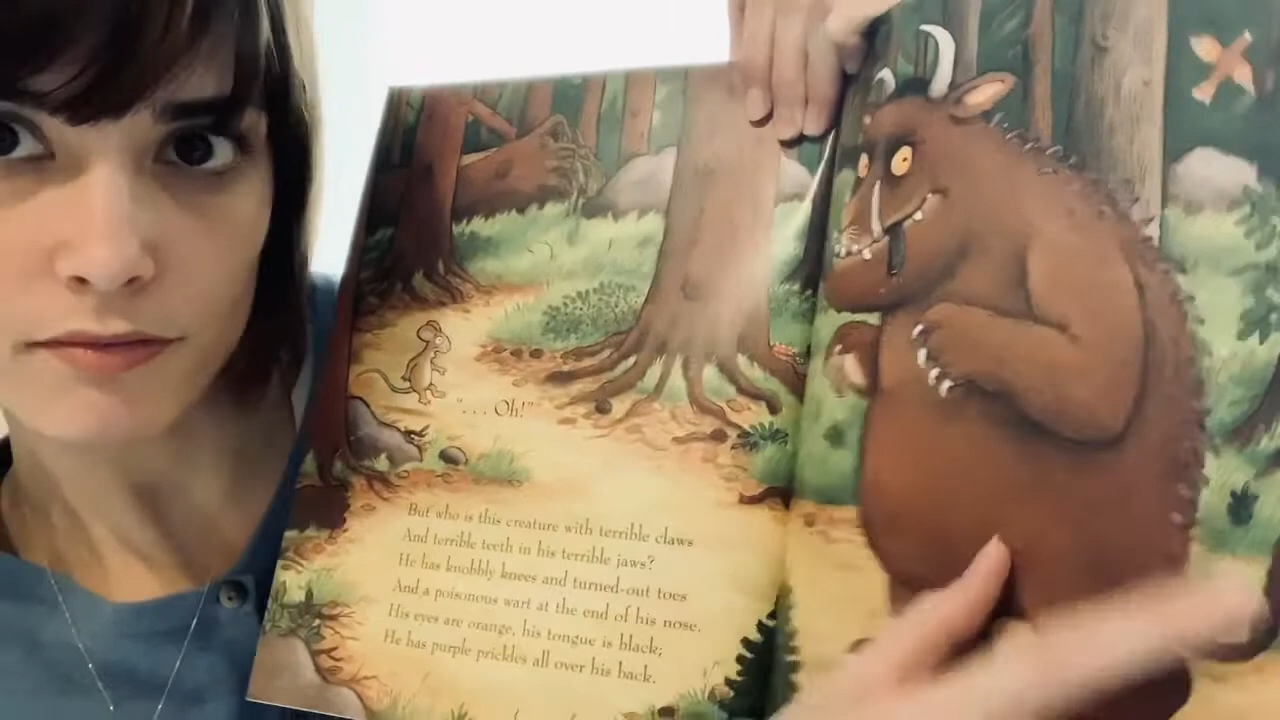 “. . . Oh!”
But who is this creature with terrible claws
And terrible teeth in his terrible jaws?
He has knobbly knees and turned-out toes
And a poisonous wart at the end of his nose.
His eyes are orange, his tongue is black;
He has purple prickles all over his back.